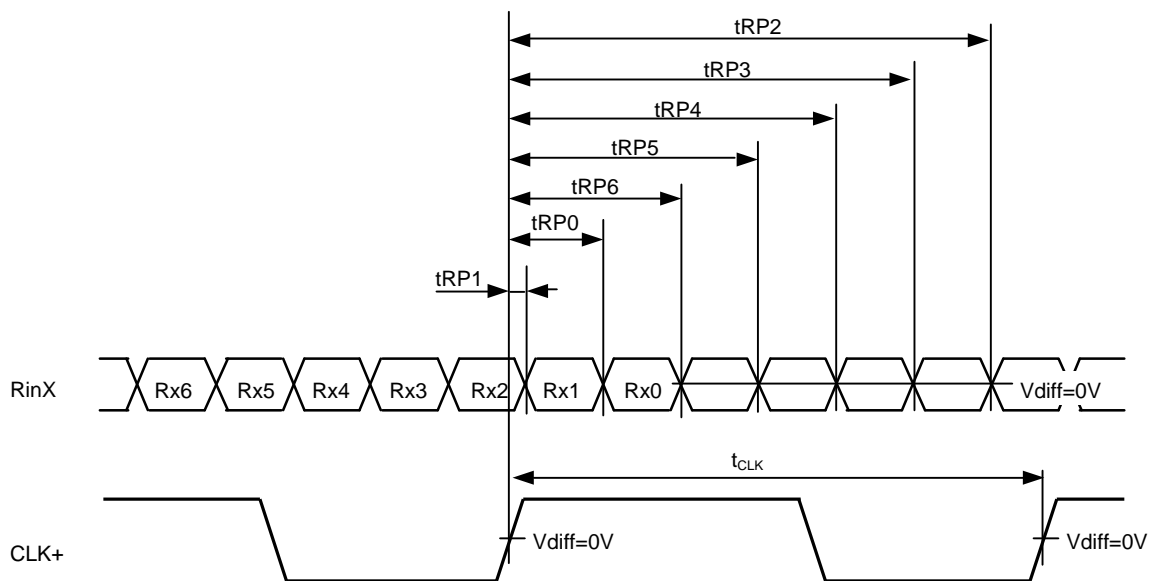 tRP2
tRP3
tRP4
tRP5
tRP6
tRP0
tRP1
RinX
Rx6 Rx5 Rx4 Rx3 Rx2 Rx1 Rx0
Vdiff=0V
tCLK
CLK+
Vdiff=0V
Vdiff=0V